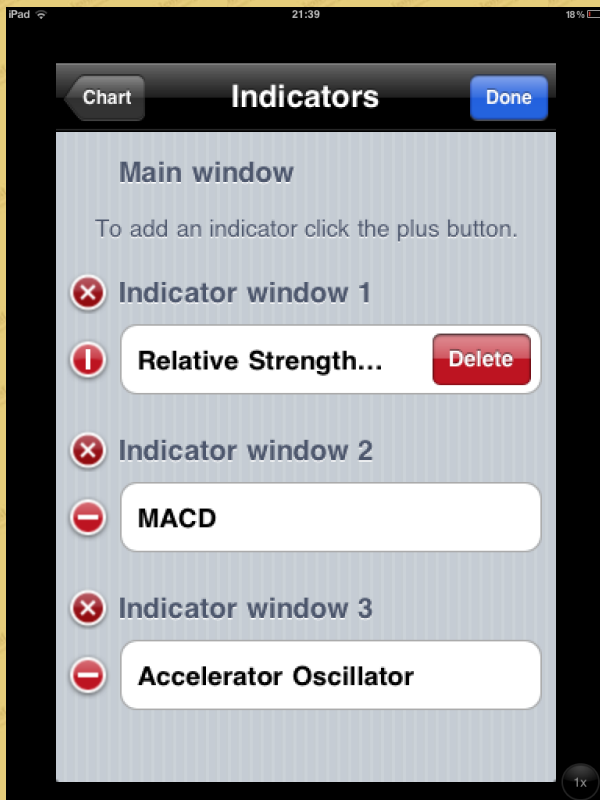 iPad 21:39 18%
Chart Indicators Done
Main window
To add an indicator click the plus button.
Indicator window 1
Relative Strength... Delete
Indicator window 2
MACD
Indicator window 3
Accelerator Oscillator
1x